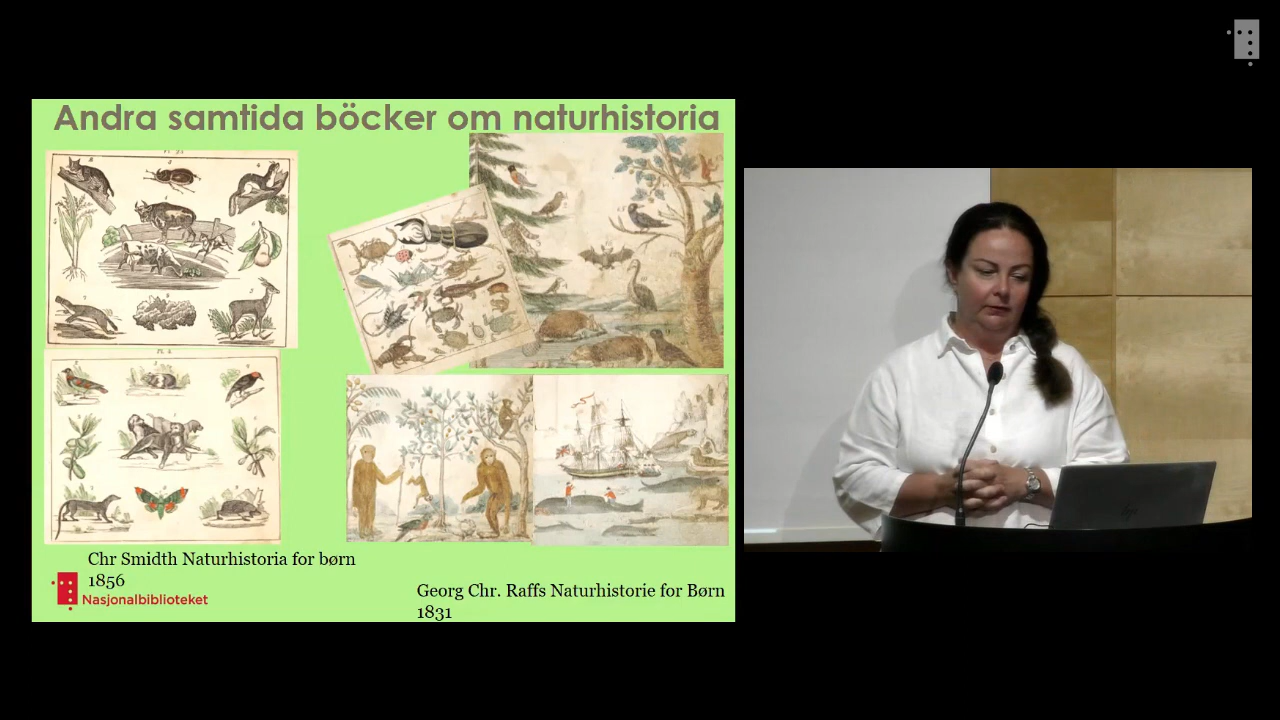 Andra samtida böcker om naturhistoria
Chr Smidth Naturhistoria for børn
1856
Nasjonalbiblioteket
Georg Chr. Raffs Naturhistorie for Børn
1831